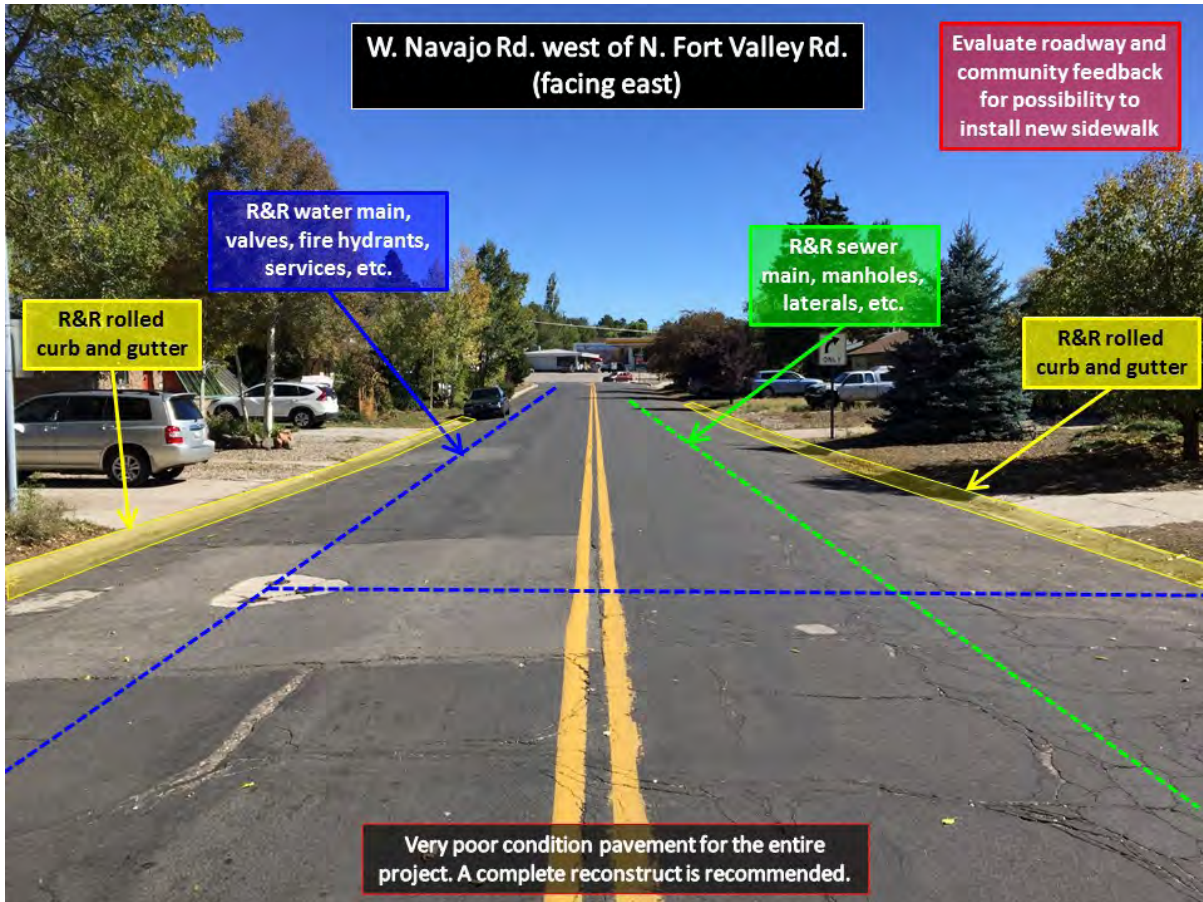 W. Navajo Rd. west of N. Fort Valley Rd.
(facing east)
Evaluate roadway and
community feedback
for possibility to
install new sidewalk
R&R water main,
valves, fire hydrants,
services, etc.
R&R sewer
main, manholes,
laterals, etc.
R&R rolled
curb and gutter
R&R rolled
curb and gutter
ONLY
Very poor condition pavement for the entire
project. A complete reconstruct is recommended.